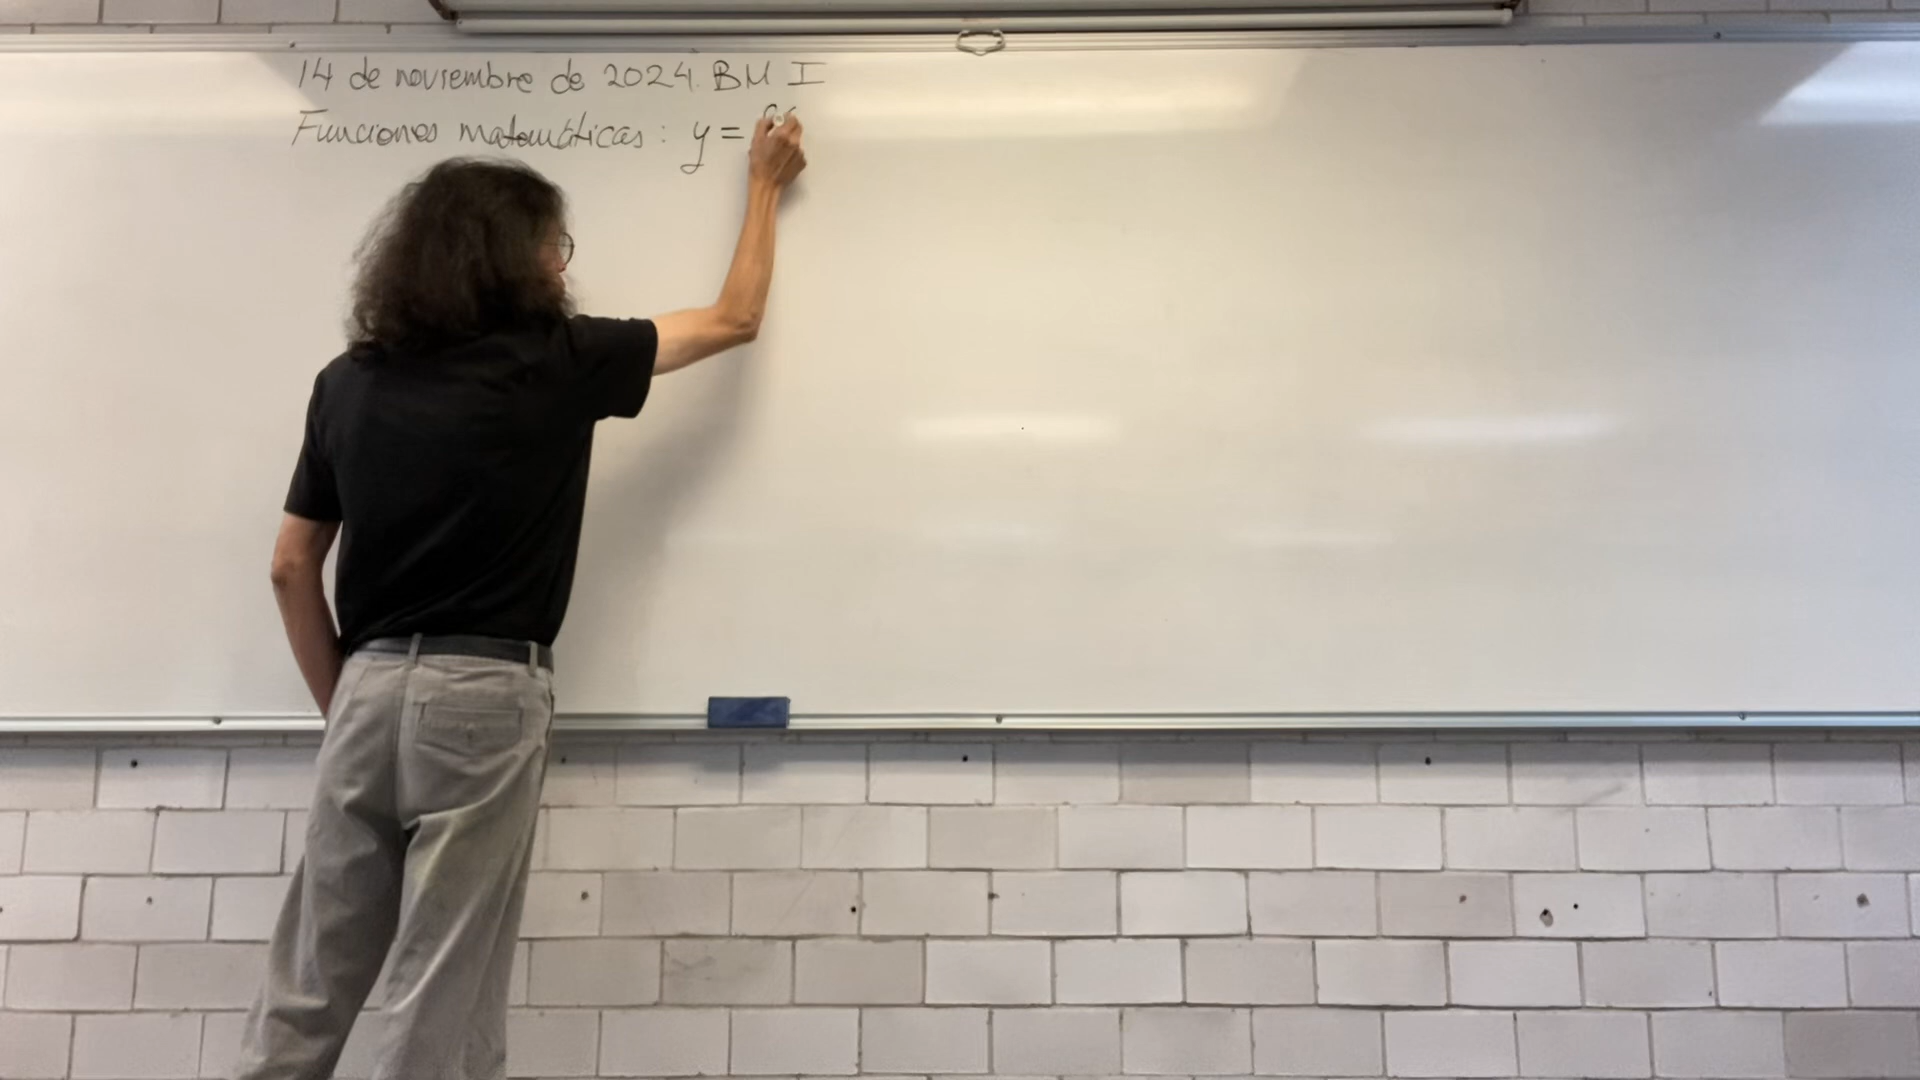 14 de noviembre de 2024. BM I
Funciones matemáticas: y =